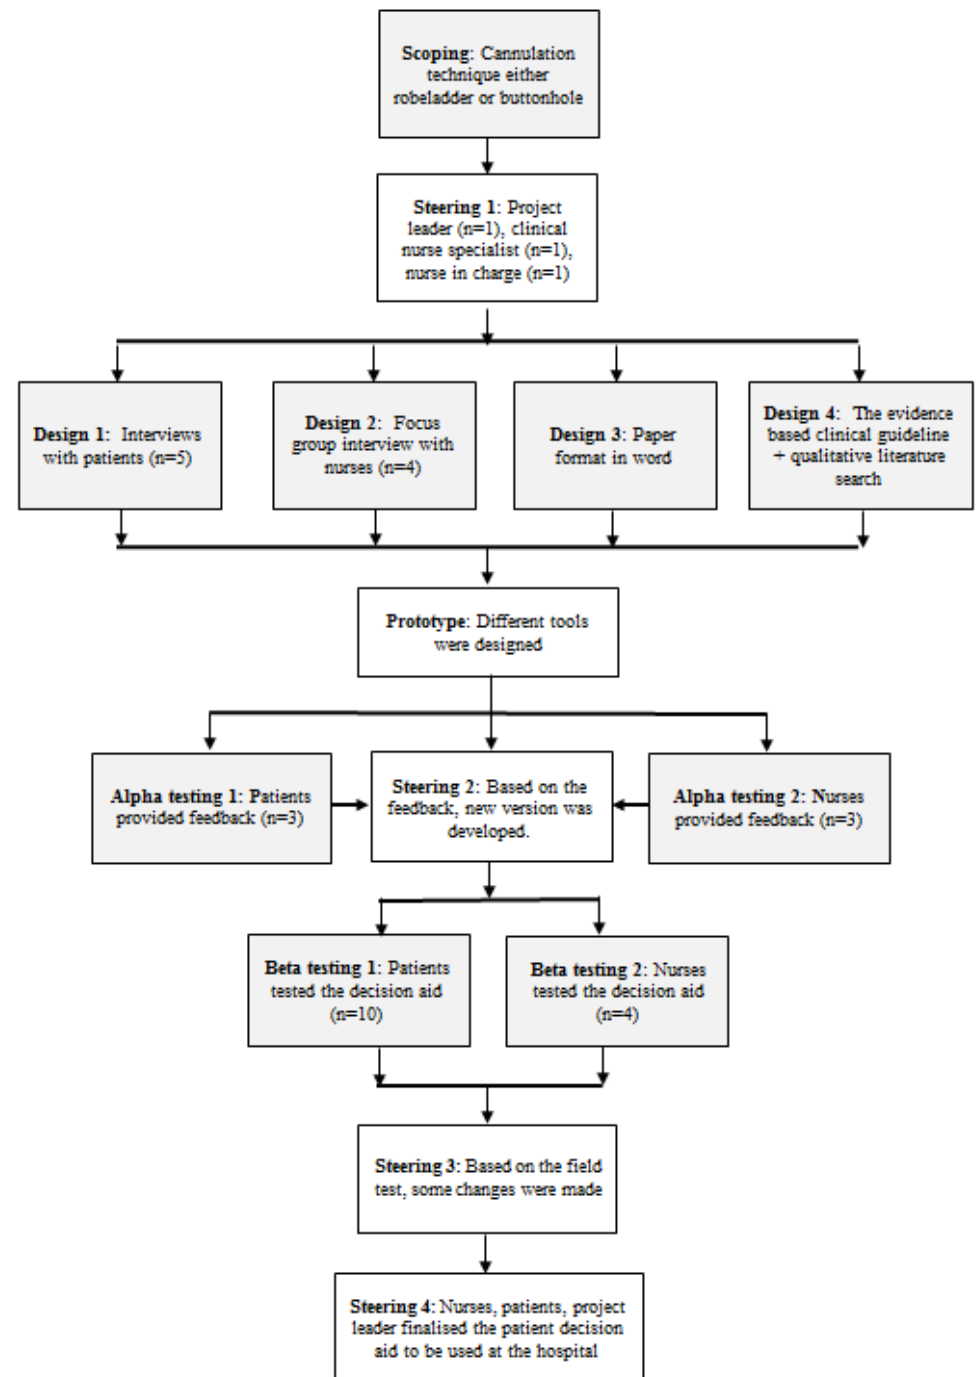 Scoping: Cannulation
technique either
robeladder or buttonhole
Steering 1: Project
leader (n=1), clinical
nurse specialist (n=1),
nurse in charge (n=1)
Design 1: Interviews
with patients (n=5)
Design 2: Focus
group interview with
nurses (n=4)
Design 3: Paper
format in word
Design 4: The evidence
based clinical guideline
+ qualitative literature
search
Prototype: Different tools
were designed
Alpha testing 1: Patients
provided feedback (n=3)
Steering 2: Based on the
feedback, new version was
developed.
Alpha testing 2: Nurses
provided feedback (n=3)
Beta testing 1: Patients
tested the decision aid
(n=10)
Beta testing 2: Nurses
tested the decision aid
(n=4)
Steering 3: Based on the field
test, some changes were made
Steering 4: Nurses, patients, project
leader finalised the patient decision
aid to be used at the hospital